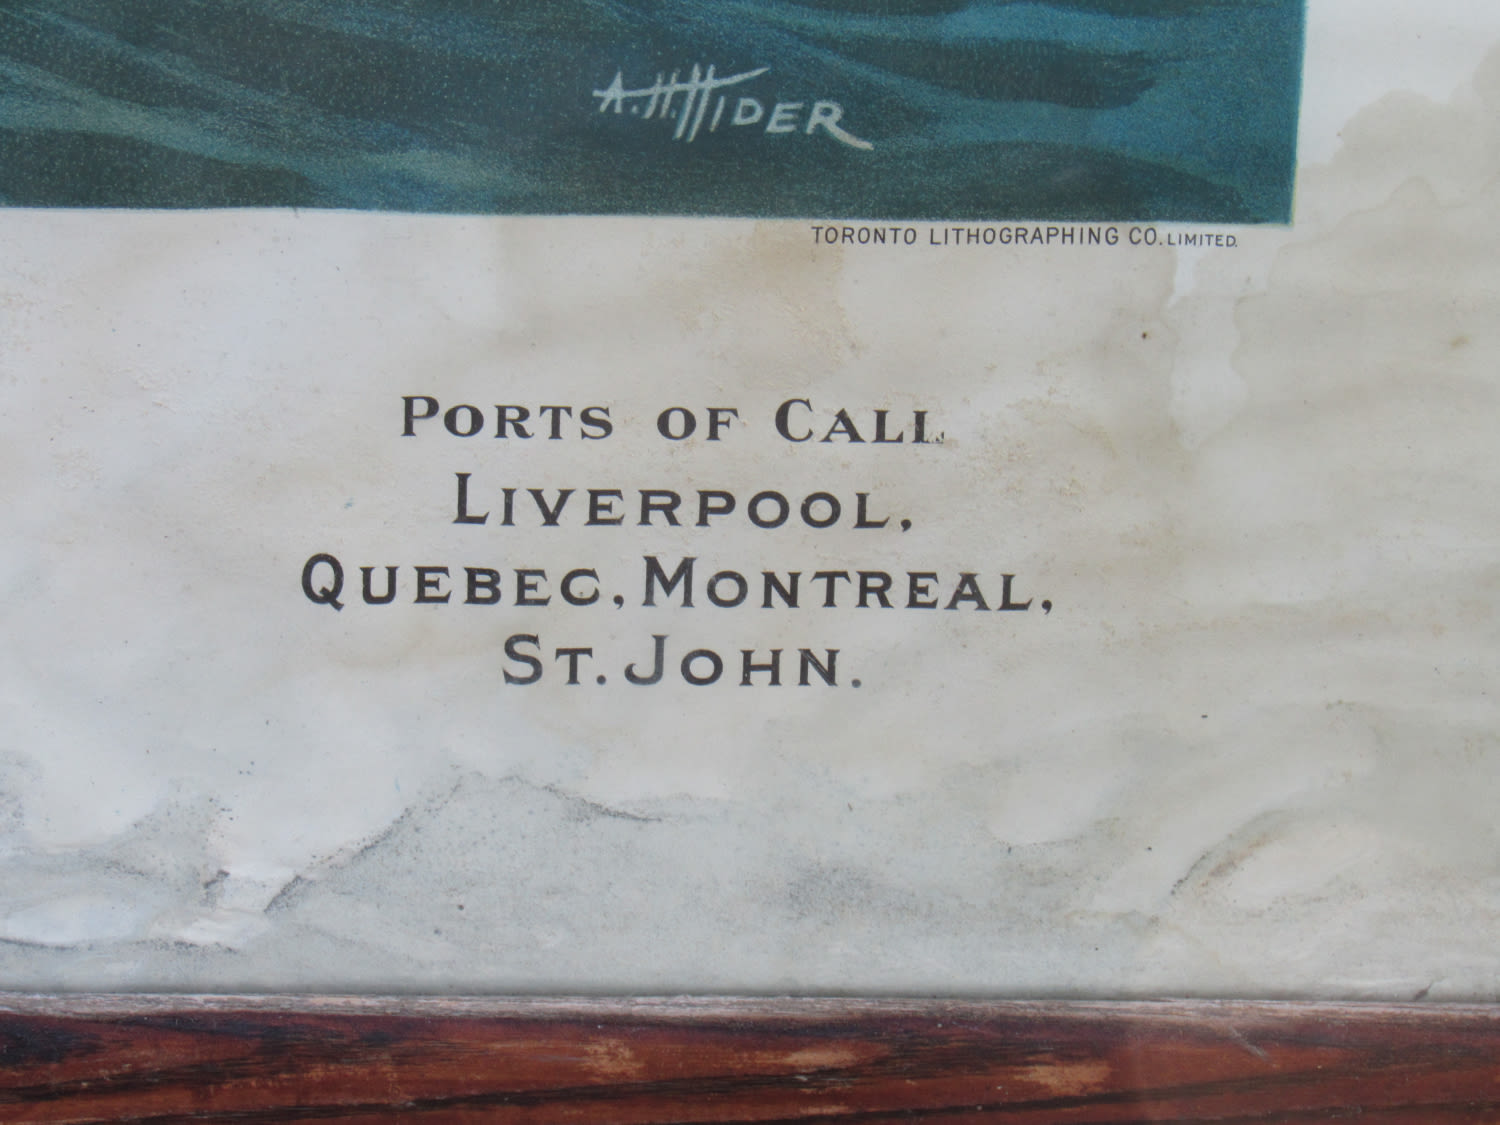 A.H.HIDER
TORONTO LITHOGRAPHING CO. LIMITED.
PORTS OF CALL
LIVERPOOL,
QUEBEC, MONTREAL,
ST. JOHN.